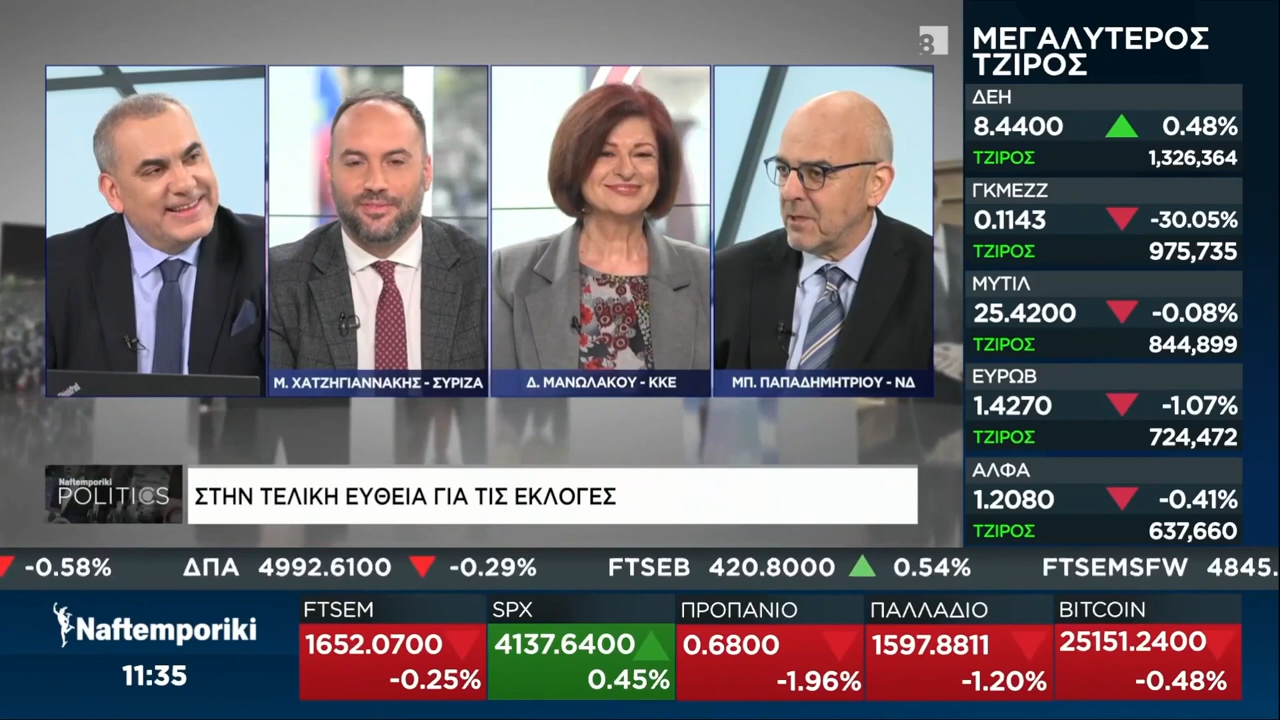 8
ΜΕΓΑΛΥΤΕΡΟΣ
ΤΖΙΡΟΣ
ΔΕΗ
8.4400 0.48%
ΤΖΙΡΟΣ 1,326,364
ΓΚΜΕΖΖ
0.1143 -30.05%
ΤΖΙΡΟΣ 975,735
ΜΥΤΙΛ
25.4200 -0.08%
ΤΖΙΡΟΣ 844,899
ΕΥΡΩΒ
1.4270 -1.07%
ΤΖΙΡΟΣ 724,472
ΑΛΦΑ
1.2080 -0.41%
ΤΖΙΡΟΣ 637,660
Μ. ΧΑΤΖΗΓΙΑΝΝΑΚΗΣ - ΣΥΡΙΖΑ
Δ. ΜΑΝΩΛΑΚΟΥ - ΚΚΕ
ΜΠ. ΠΑΠΑΔΗΜΗΤΡΙΟΥ - ΝΔ
Naftemporiki
POLITICS
ΣΤΗΝ ΤΕΛΙΚΗ ΕΥΘΕΙΑ ΓΙΑ ΤΙΣ ΕΚΛΟΓΕΣ
-0.58% ΔΠΑ 4992.6100 -0.29% FTSEB 420.8000 0.54% FTSEMSFW 4845.
Naftemporiki
11:35
FTSEM
1652.0700
-0.25%
SPX
4137.6400
0.45%
ΠΡΟΠΑΝΙΟ
0.6800
-1.96%
ΠΑΛΛΑΔΙΟ
1597.8811
-1.20%
BITCOIN
25151.2400
-0.48%